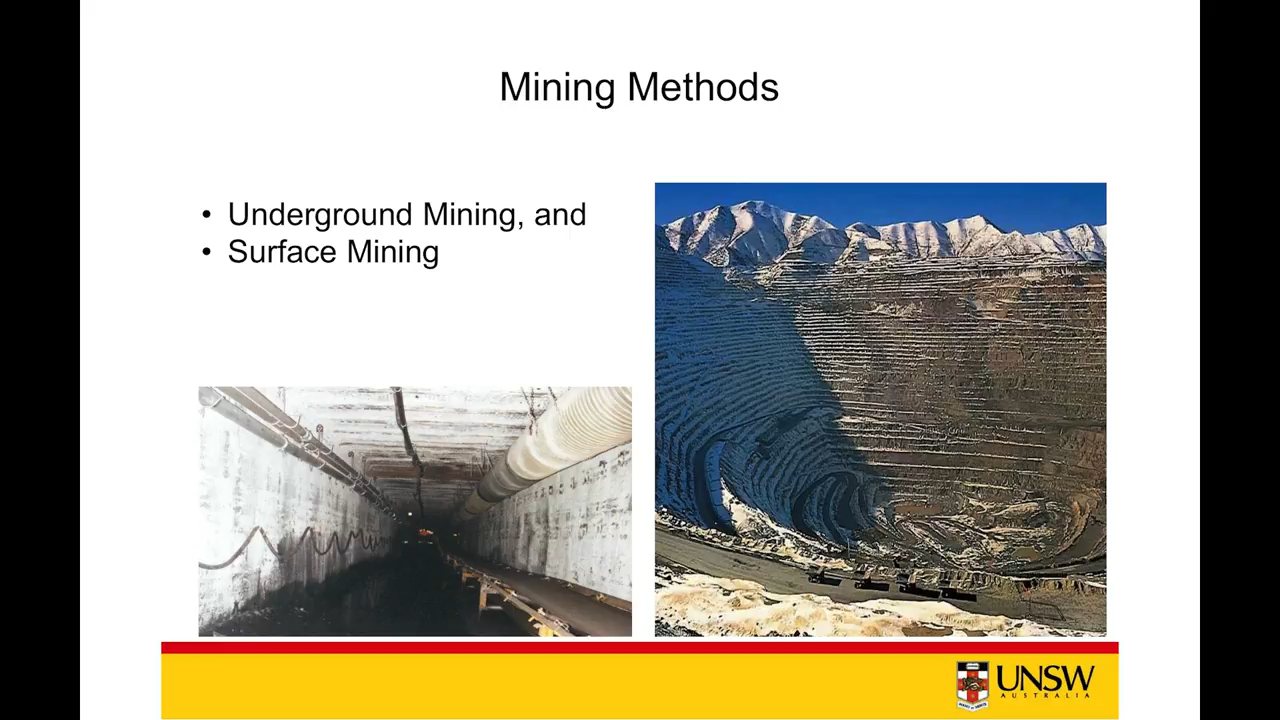 Mining Methods
• Underground Mining, and
• Surface Mining
UNSW
AUSTRALIA